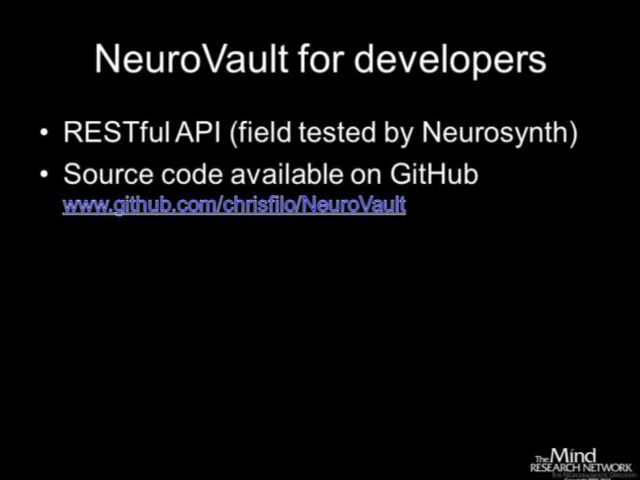 NeuroVault for developers
• RESTful API (field tested by Neurosynth)
• Source code available on GitHub
www.github.com/chrisfilo/NeuroVault
The Mind
RESEARCH NETWORK